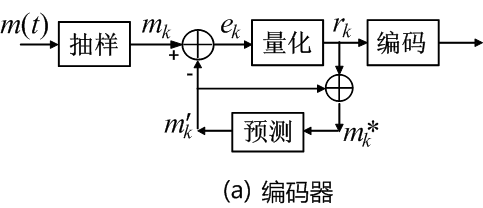 m(t) 抽样 m_k e_k 量化 r_k 编码
+
-
m′_k 预测 m_k*
(a) 编码器